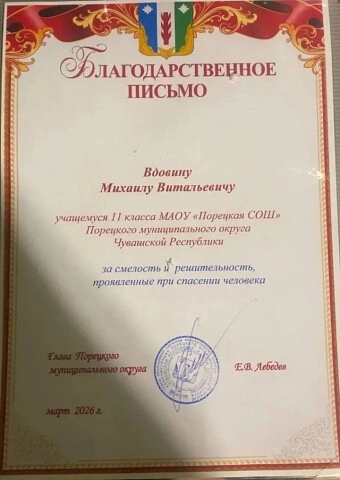 БЛАГОДАРСТВЕННОЕ
ПИСЬМО
Вдовину
Михаилу Витальевичу
учащемуся 11 класса МАОУ «Порецкая СОШ»
Порецкого муниципального округа
Чувашской Республики
за смелость и решительность,
проявленные при спасении человека
Глава Порецкого
муниципального округа
Е.В. Лебедев
март 2026 г.